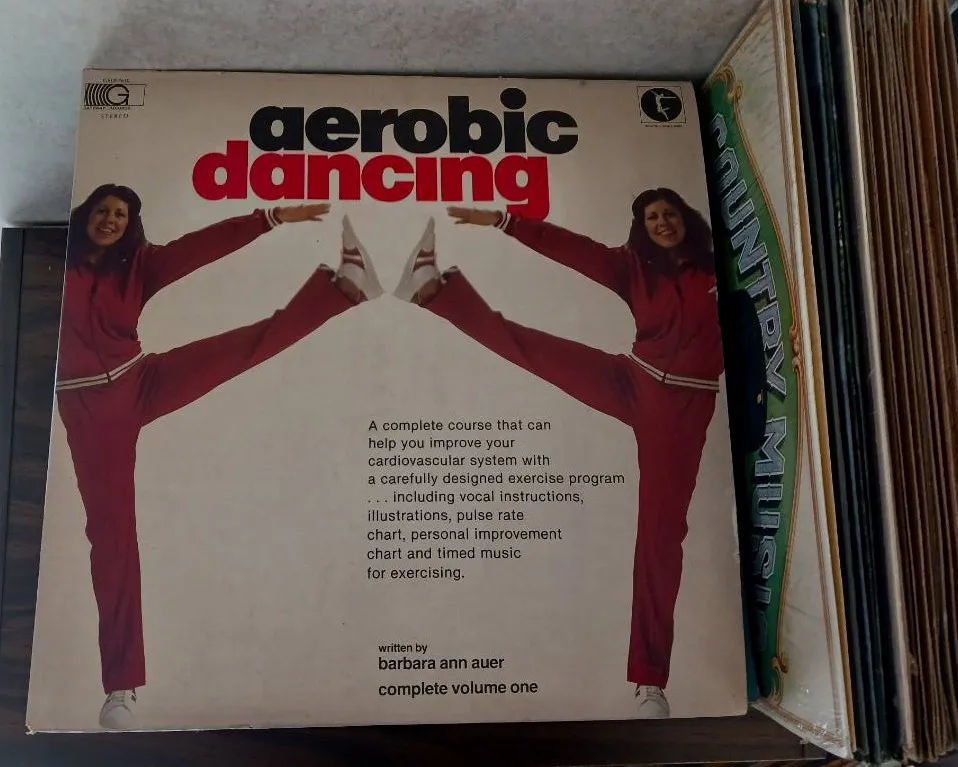 G
STEREO
aerobic
dancing
A complete course that can
help you improve your
cardiovascular system with
a carefully designed exercise program
. . . including vocal instructions,
illustrations, pulse rate
chart, personal improvement
chart and timed music
for exercising.
written by
barbara ann auer
complete volume one
COUNTRY MUSIC